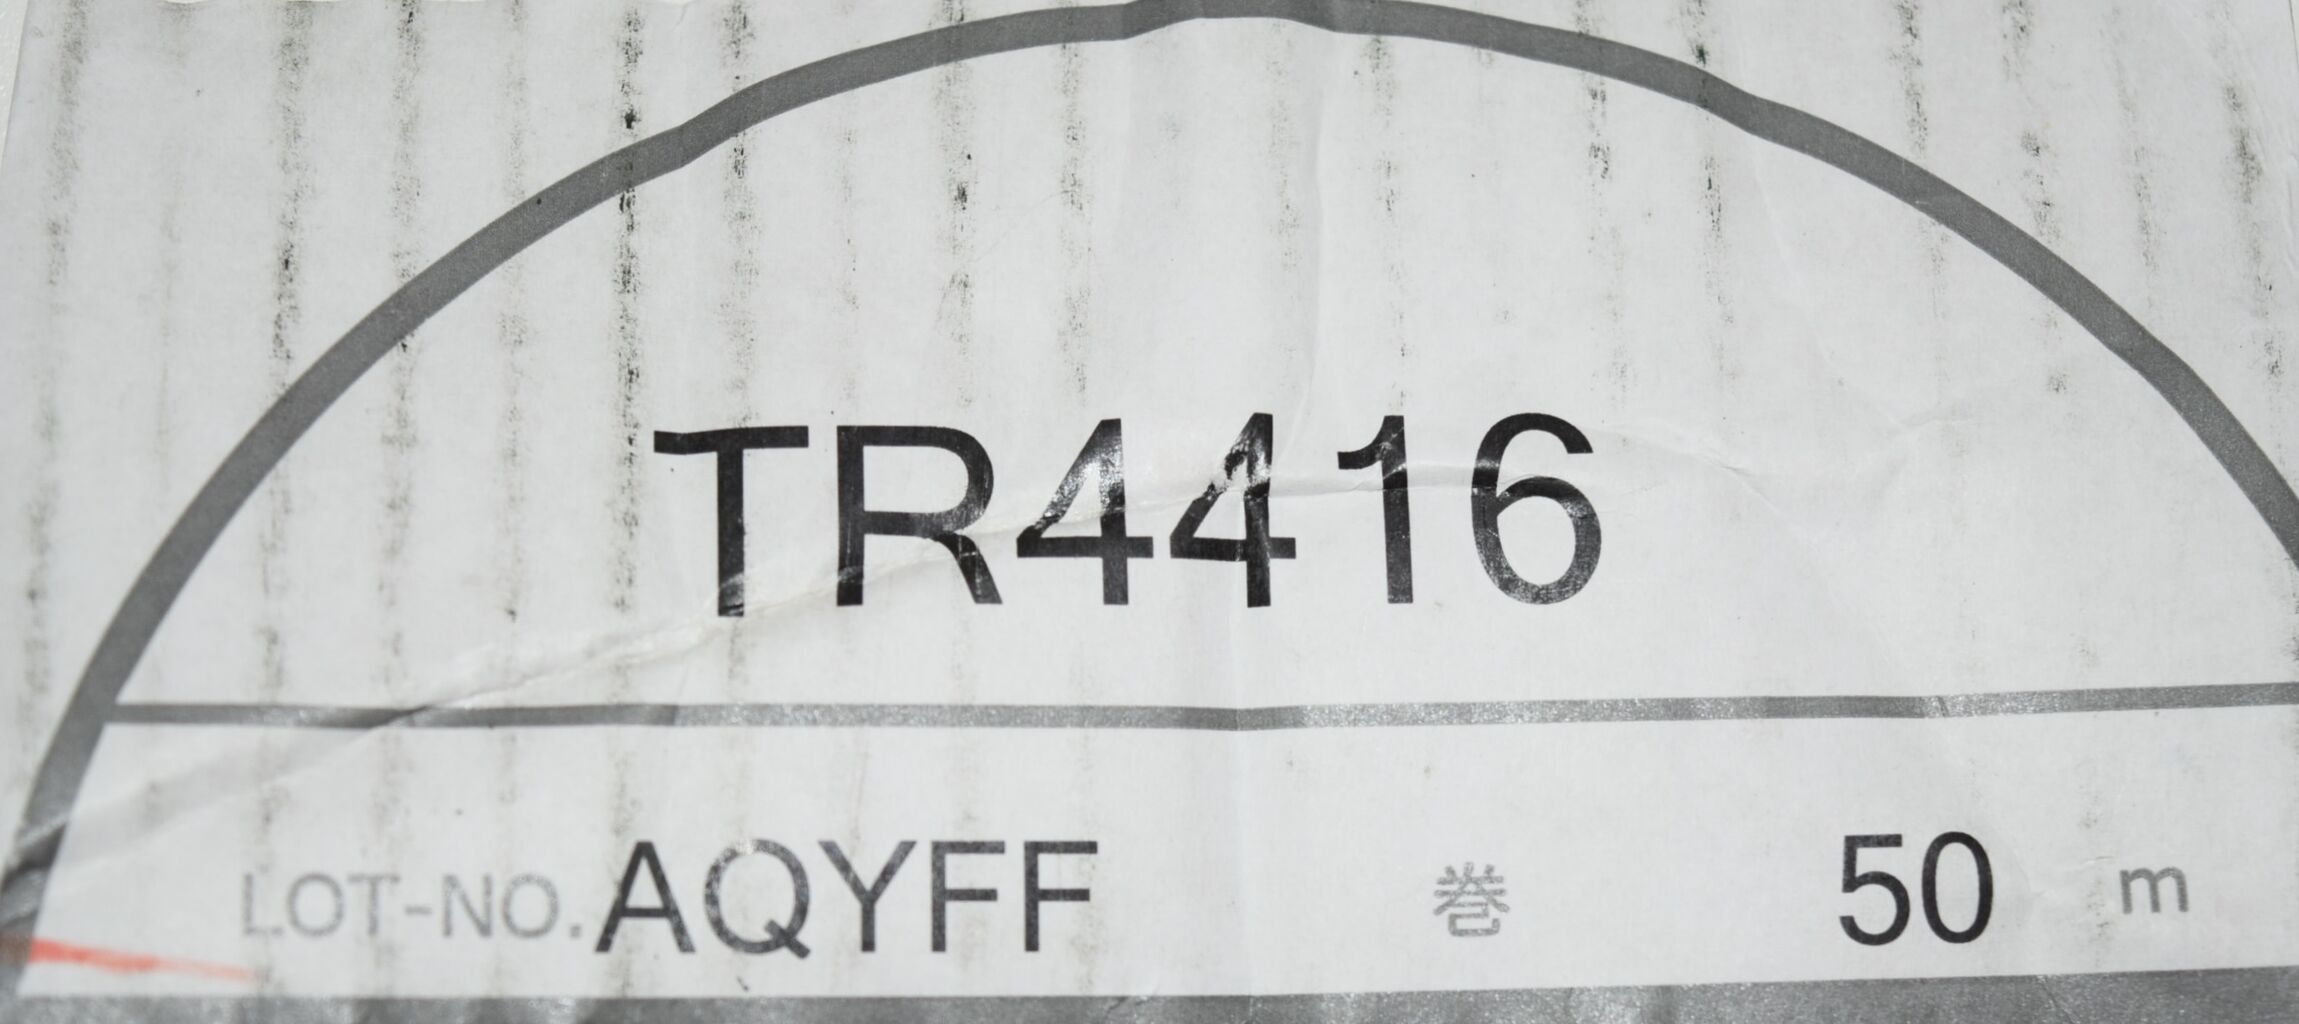 TR4416
LOT-NO. AQYFF 巻 50 m